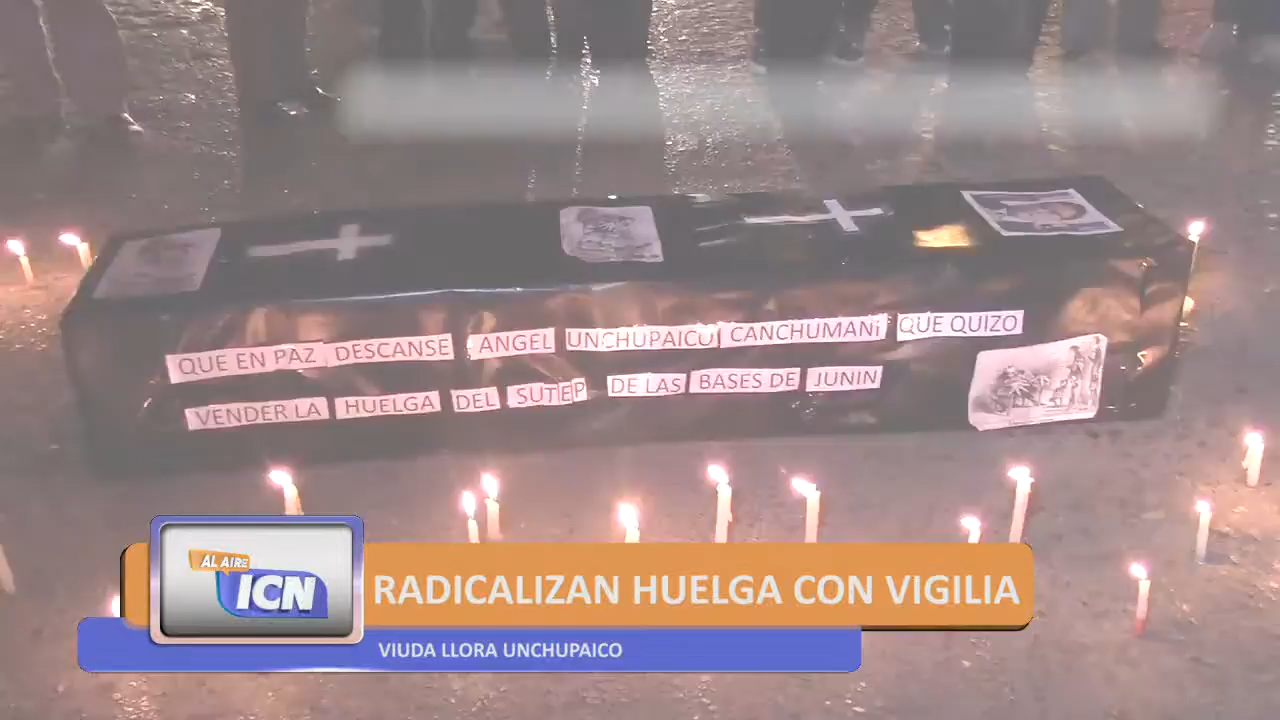 QUE EN PAZ DESCANSE ANGEL UNCHUPAICO CANCHUMANi QUE QUIZO
VENDER LA HUELGA DEL SUTEP DE LAS BASES DE JUNIN
AL AIRE
ICN
RADICALIZAN HUELGA CON VIGILIA
VIUDA LLORA UNCHUPAICO